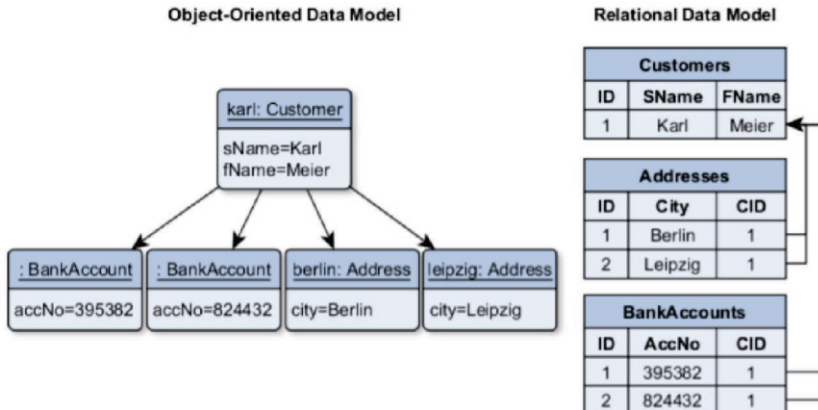 Object-Oriented Data Model
karl: Customer
sName=Karl
fName=Meier
: BankAccount
accNo=395382
: BankAccount
accNo=824432
berlin: Address
city=Berlin
leipzig: Address
city=Leipzig
Relational Data Model
Customers
ID SName FName
1 Karl Meier
Addresses
ID City CID
1 Berlin 1
2 Leipzig 1
BankAccounts
ID AccNo CID
1 395382 1
2 824432 1